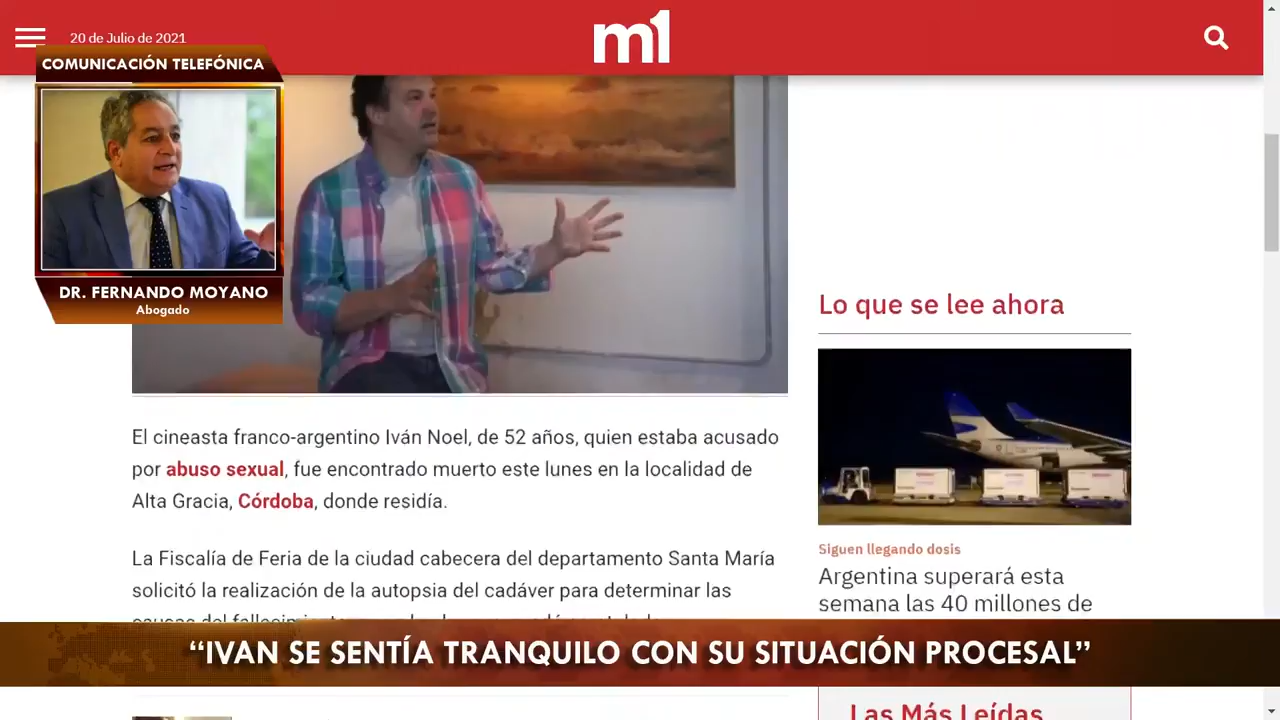 20 de Julio de 2021
m1
COMUNICACIÓN TELEFÓNICA
DR. FERNANDO MOYANO
Abogado
El cineasta franco-argentino Iván Noel, de 52 años, quien estaba acusado
por abuso sexual, fue encontrado muerto este lunes en la localidad de
Alta Gracia, Córdoba, donde residía.
La Fiscalía de Feria de la ciudad cabecera del departamento Santa María
solicitó la realización de la autopsia del cadáver para determinar las
Lo que se lee ahora
Siguen llegando dosis
Argentina superará esta
semana las 40 millones de
“IVAN SE SENTÍA TRANQUILO CON SU SITUACIÓN PROCESAL”
Las Más Leídas